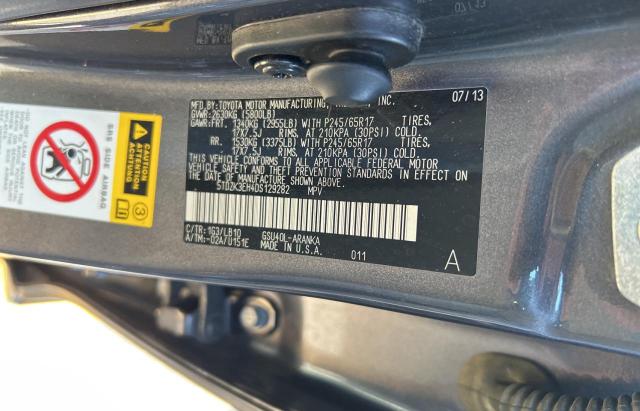 07/13
CAUTION
ATTENTION
ACHTUNG
SIDE AIRBAG
MFD.BY:TOYOTA MOTOR MANUFACTURING, INC. 07/13
GVWR:2630KG (5800LB)
GAWR:FRT. 1340KG (2955LB) WITH P245/65R17 TIRES,
17X7.5J RIMS, AT 210KPA (30PSI) COLD.
RR. 1530KG (3375LB) WITH P245/65R17 TIRES,
17X7.5J RIMS, AT 210KPA (30PSI) COLD.
THIS VEHICLE CONFORMS TO ALL APPLICABLE FEDERAL MOTOR
VEHICLE SAFETY AND THEFT PREVENTION STANDARDS IN EFFECT
ON THE DATE OF MANUFACTURE SHOWN ABOVE.
5TDZK3EH4DS129282 MPV
C/TR:1G3/LB10 GSU40L-ARANKA
A/TM:-02A/U151E MADE IN U.S.A. 011 A